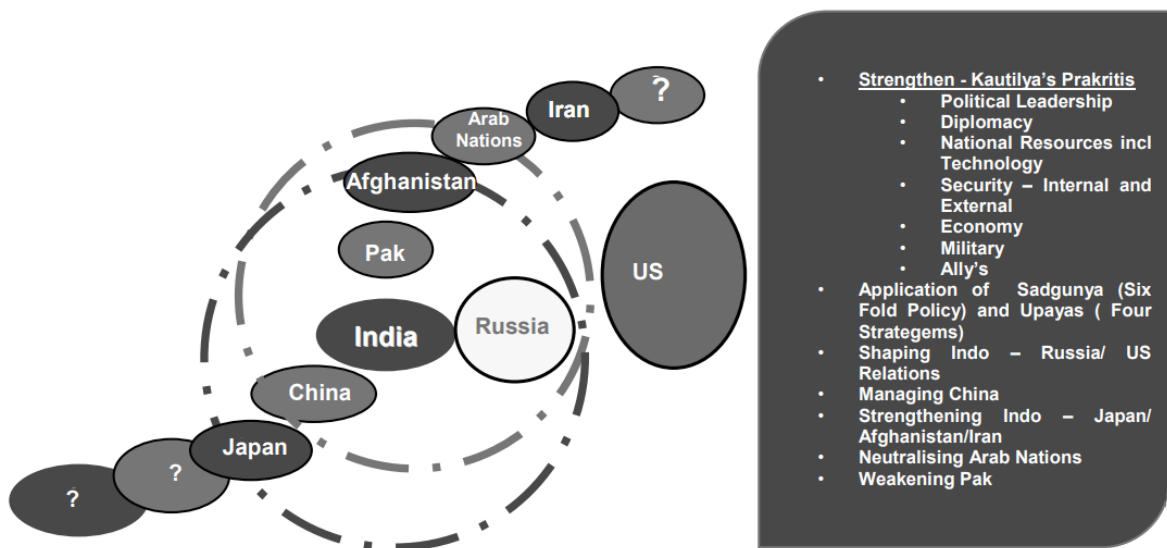 ?
Iran
Arab
Nations
Afghanistan
Pak
US
India
Russia
China
Japan
?
?
• Strengthen - Kautilya's Prakritis
• Political Leadership
• Diplomacy
• National Resources incl
Technology
• Security – Internal and
External
• Economy
• Military
• Ally's
• Application of Sadgunya (Six
Fold Policy) and Upayas ( Four
Strategems)
• Shaping Indo – Russia/ US
Relations
• Managing China
• Strengthening Indo – Japan/
Afghanistan/Iran
• Neutralising Arab Nations
• Weakening Pak